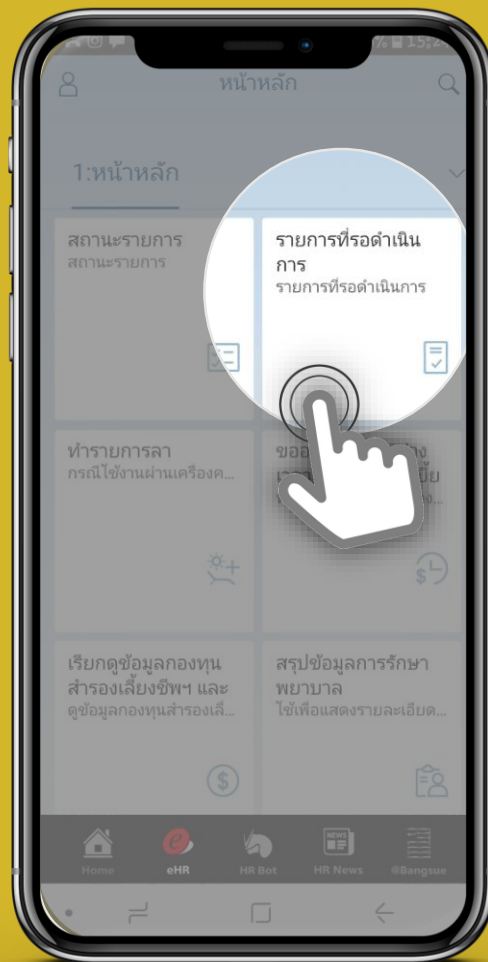 หน้าหลัก
1:หน้าหลัก
สถานะรายการ
สถานะรายการ
รายการที่รอดำเนิน
การ
รายการที่รอดำเนินการ
ทำรายการลา
กรณีใช้งานผ่านเครื่องค...
เรียกดูข้อมูลกองทุน
สำรองเลี้ยงชีพฯ และ
ดูข้อมูลกองทุนสำรองเลี้...
สรุปข้อมูลการรักษา
พยาบาล
ใช้เพื่อแสดงรายละเอียด...
NEWS
Home
eHR
HR Bot
HR News
@Bangsue